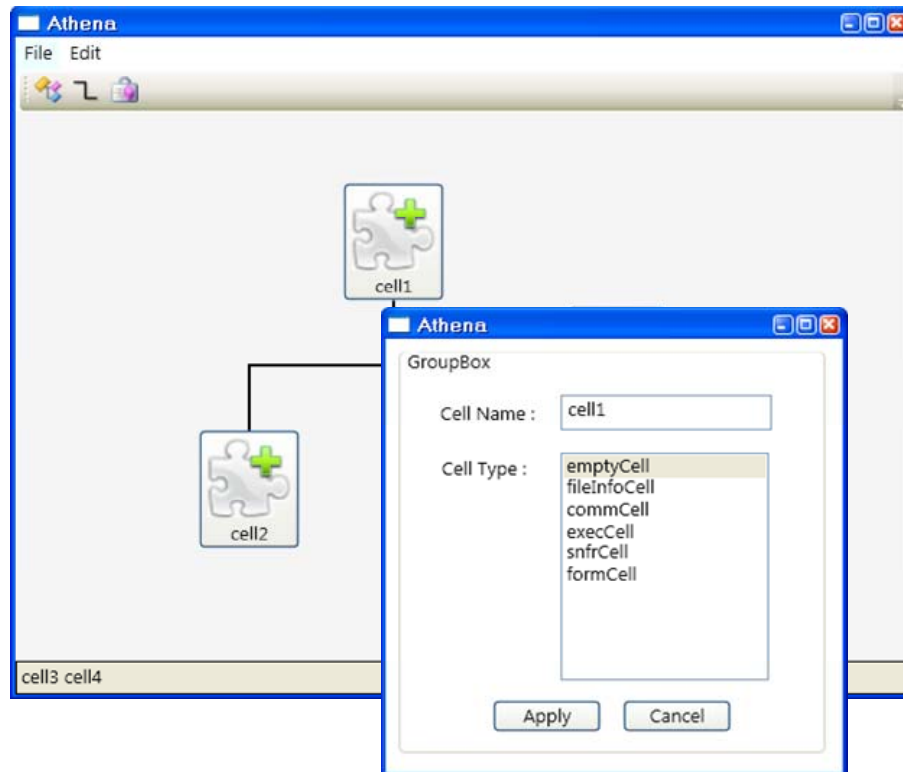 Athena
File Edit
cell1
cell2
cell3 cell4
Athena
GroupBox
Cell Name :
cell1
Cell Type :
emptyCell
fileInfoCell
commCell
execCell
snfrCell
formCell
Apply
Cancel